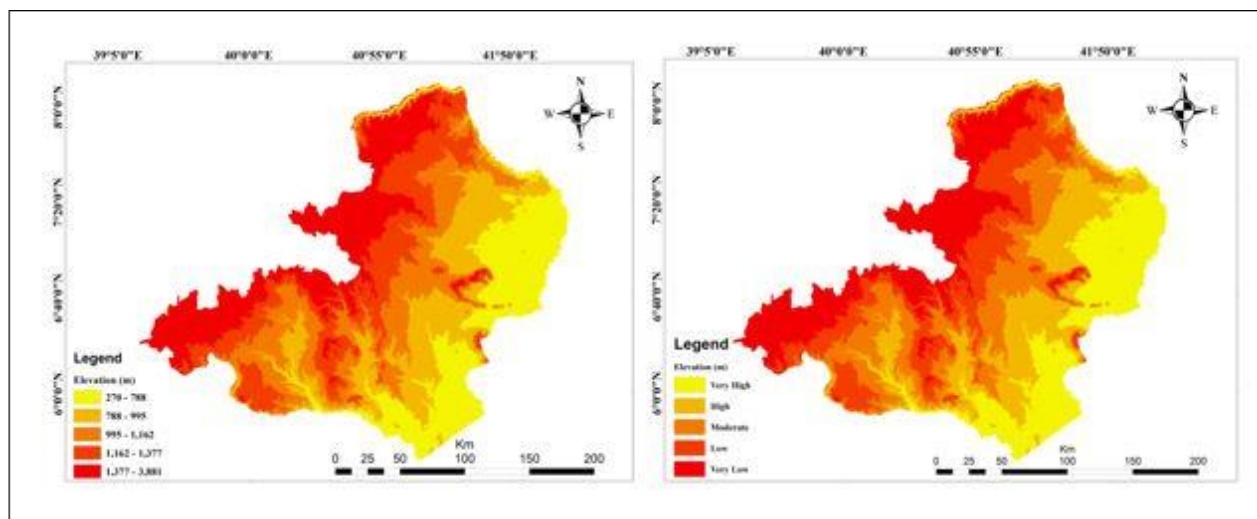 39°5'0"E 40°0'0"E 40°55'0"E 41°50'0"E
8°0'0"N
7°20'0"N
6°40'0"N
6°0'0"N
N
W E
S
Legend
Elevation (m)
270 - 788
788 - 995
995 - 1,162
1,162 - 1,377
1,377 - 3,881
Km
0 25 50 100 150 200
39°5'0"E 40°0'0"E 40°55'0"E 41°50'0"E
8°0'0"N
7°20'0"N
6°40'0"N
6°0'0"N
N
W E
S
Legend
Elevation (m)
Very High
High
Moderate
Low
Very Low
Km
0 25 50 100 150 200